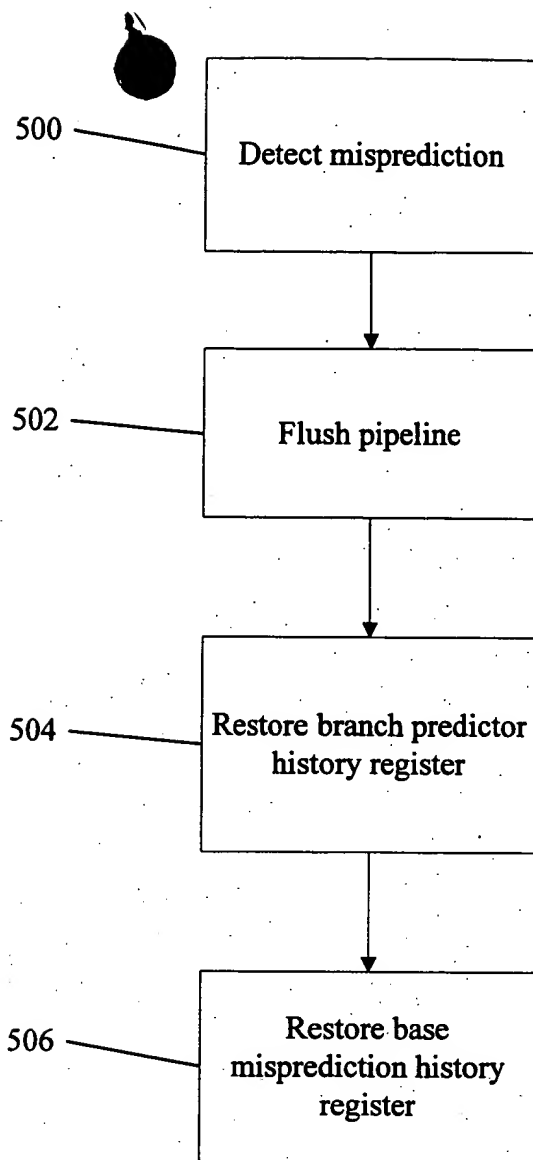 500
Detect misprediction
502
Flush pipeline
504
Restore branch predictor
history register
506
Restore base
misprediction history
register